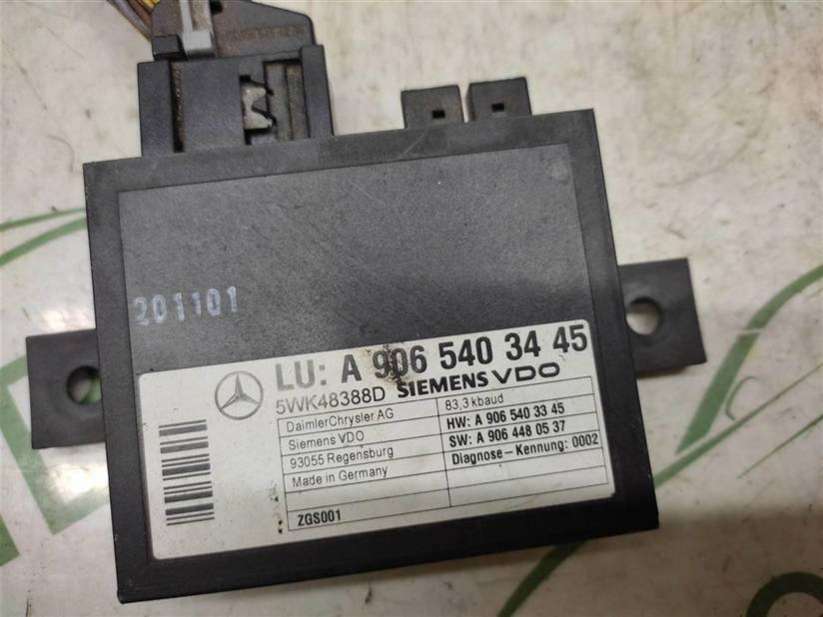 201101
LU: A 906 540 34 45
5WK48388D SIEMENS VDO
DaimlerChrysler AG
Siemens VDO
93055 Regensburg
Made in Germany
ZGS001
83,3 kbaud
HW: A 906 540 33 45
SW: A 906 448 05 37
Diagnose - Kennung: 0002